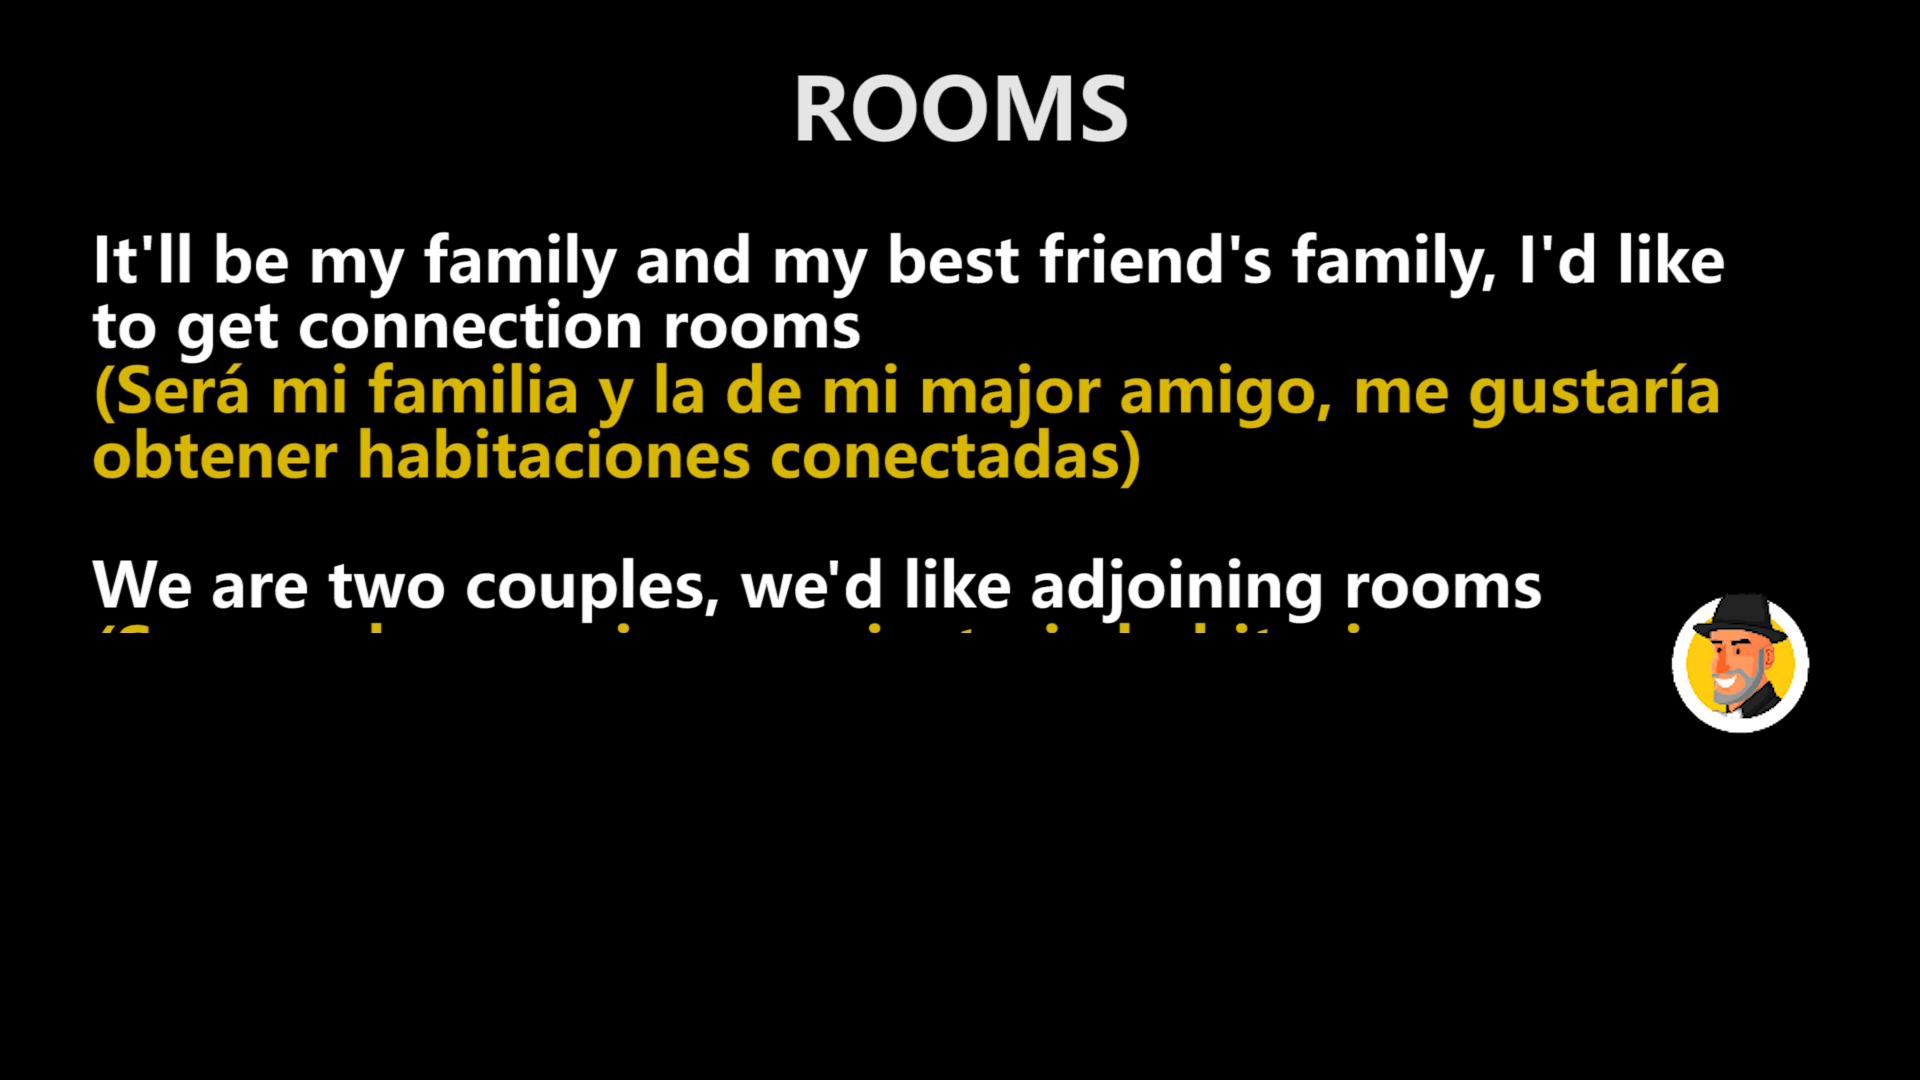 ROOMS
It'll be my family and my best friend's family, I'd like
to get connection rooms
(Será mi familia y la de mi major amigo, me gustaría
obtener habitaciones conectadas)
We are two couples, we'd like adjoining rooms